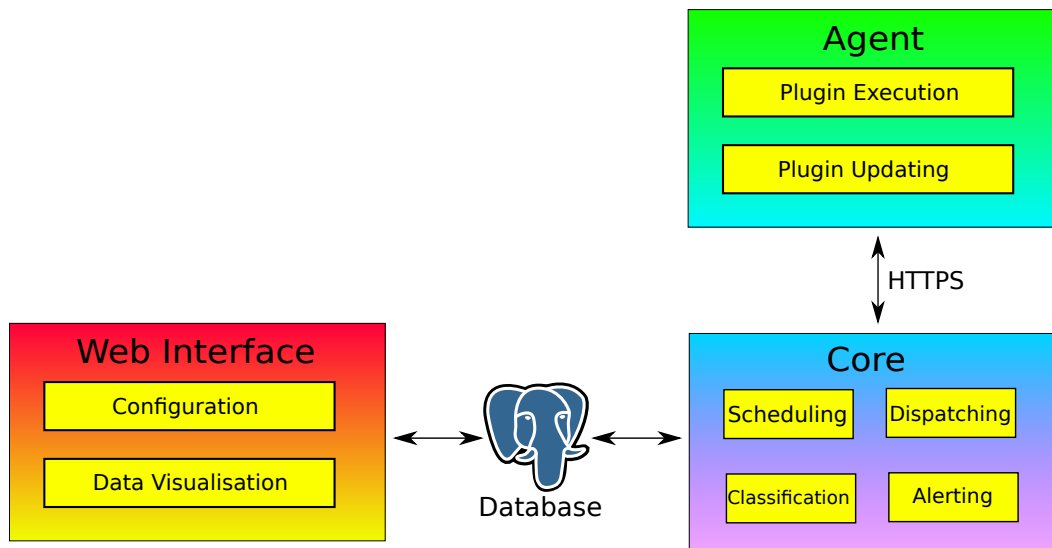 Agent
Plugin Execution
Plugin Updating
HTTPS
Web Interface
Configuration
Data Visualisation
Database
Core
Scheduling
Dispatching
Classification
Alerting